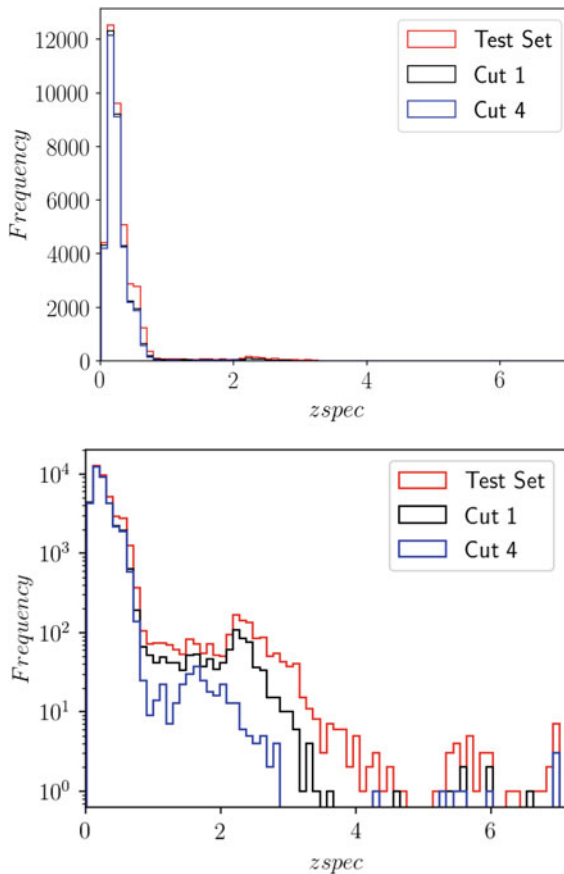 12000
10000
8000
6000
4000
2000
0
Frequency
Test Set
Cut 1
Cut 4
0 2 4 6
zspec
10^4
10^3
10^2
10^1
10^0
Frequency
Test Set
Cut 1
Cut 4
0 2 4 6
zspec